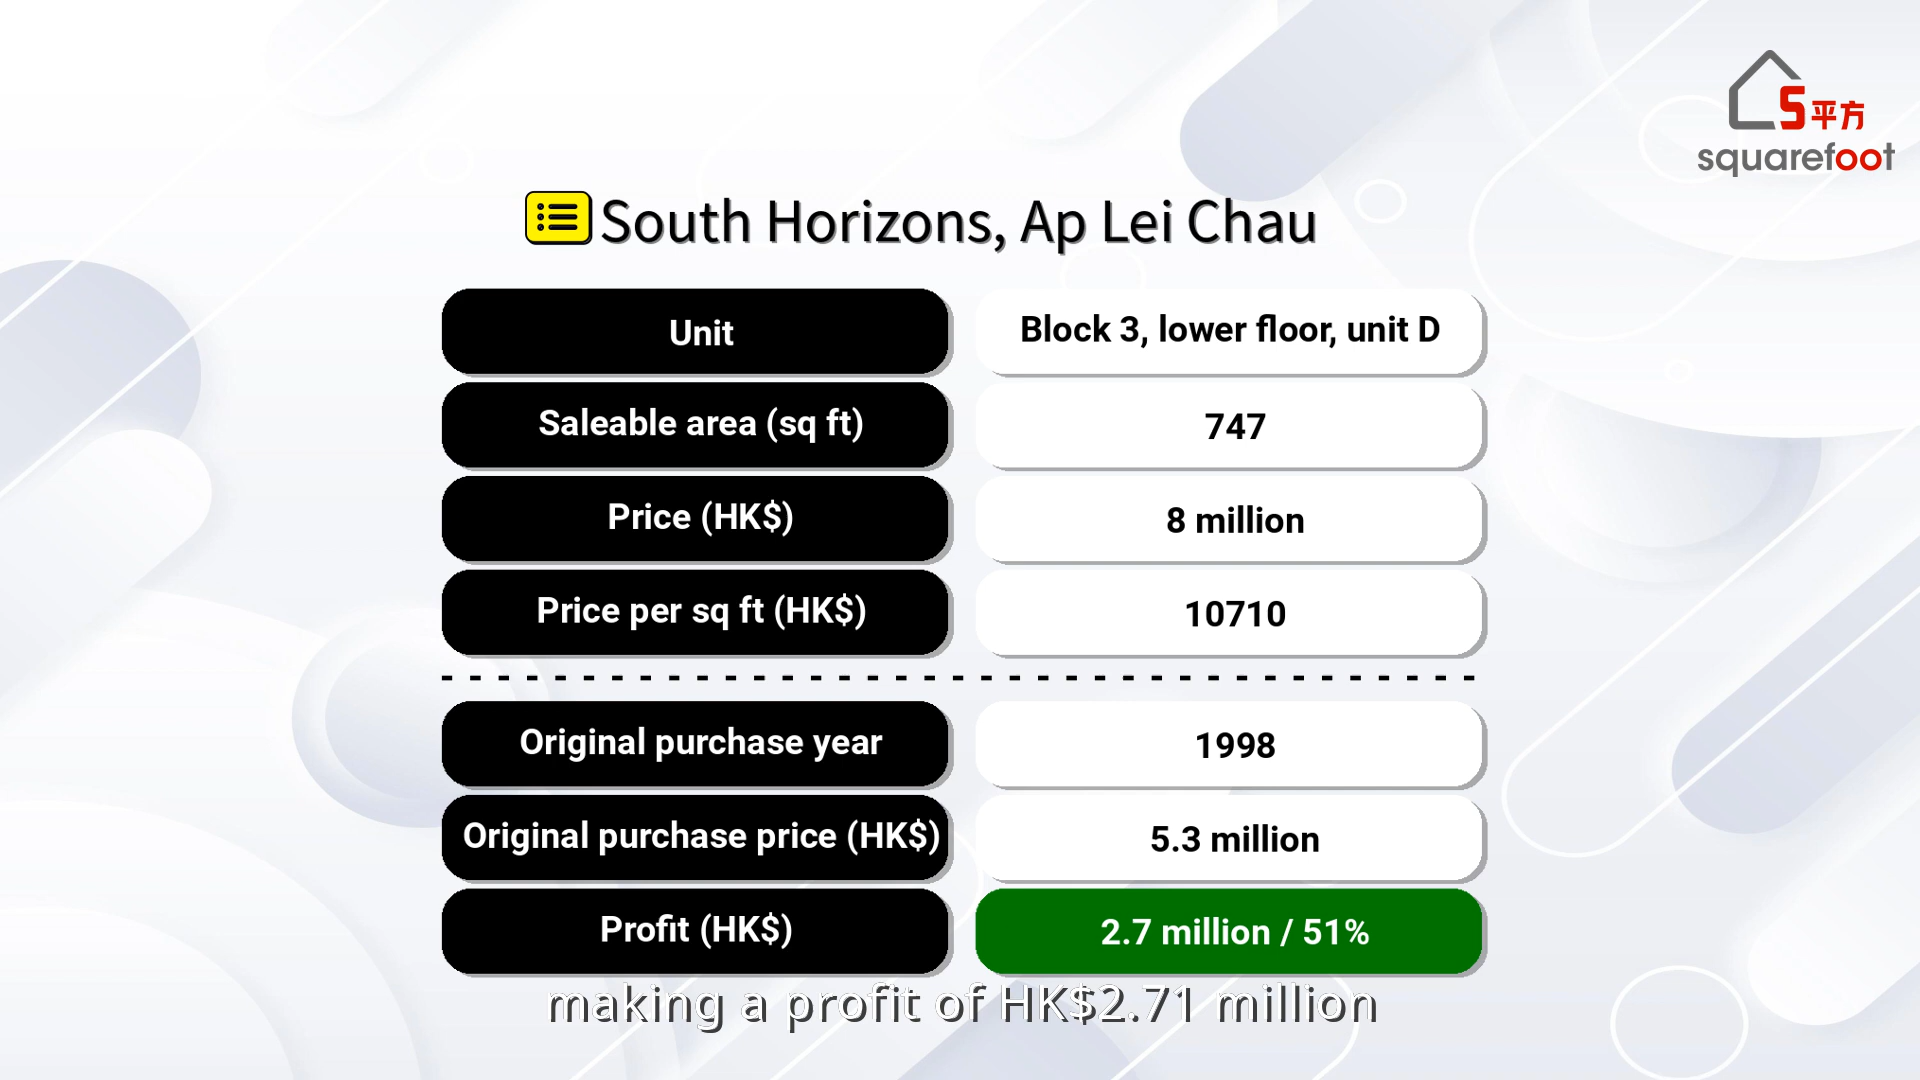 S平方
squarefoot
South Horizons, Ap Lei Chau
Unit
Block 3, lower floor, unit D
Saleable area (sq ft)
747
Price (HK$)
8 million
Price per sq ft (HK$)
10710
Original purchase year
1998
Original purchase price (HK$)
5.3 million
Profit (HK$)
2.7 million / 51%
making a profit of HK$2.71 million